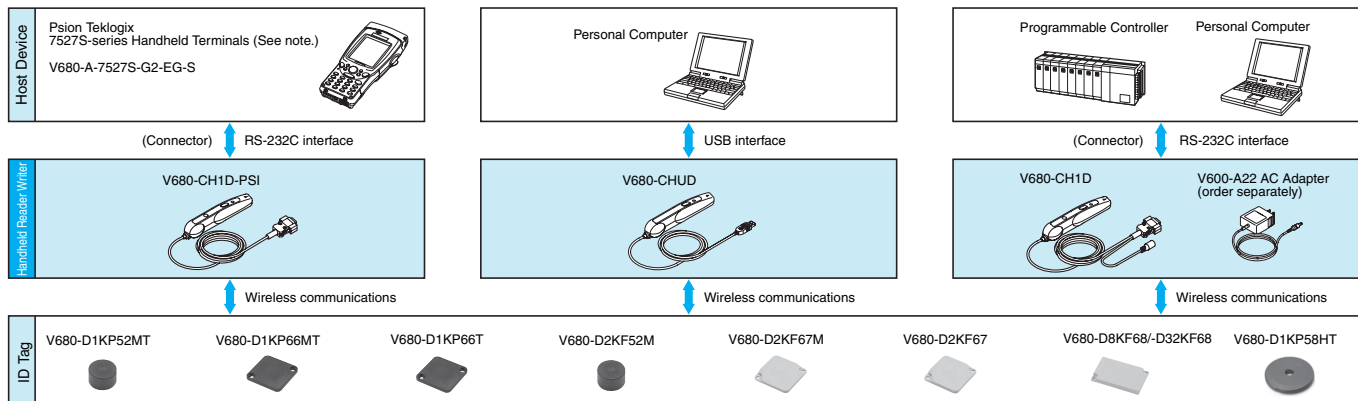 Host Device
Psion Teklogix
7527S-series Handheld Terminals (See note.)
V680-A-7527S-G2-EG-S
Personal Computer
Programmable Controller
Personal Computer
(Connector)
RS-232C interface
USB interface
(Connector)
RS-232C interface
Handheld Reader Writer
V680-CH1D-PSI
V680-CHUD
V680-CH1D
V600-A22 AC Adapter
(order separately)
Wireless communications
Wireless communications
Wireless communications
ID Tag
V680-D1KP52MT
V680-D1KP66MT
V680-D1KP66T
V680-D2KF52M
V680-D2KF67M
V680-D2KF67
V680-D8KF68/-D32KF68
V680-D1KP58HT